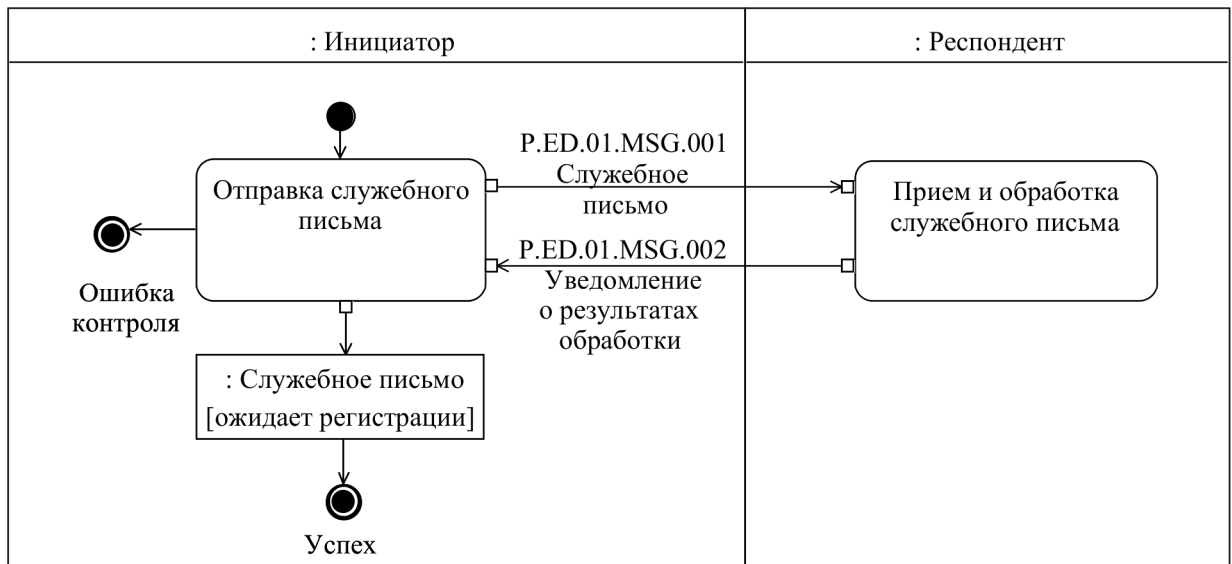 : Инициатор
: Респондент
P.ED.01.MSG.001
Служебное
письмо
Отправка служебного
письма
Прием и обработка
служебного письма
P.ED.01.MSG.002
Уведомление
о результатах
обработки
Ошибка
контроля
: Служебное письмо
[ожидает регистрации]
Успех